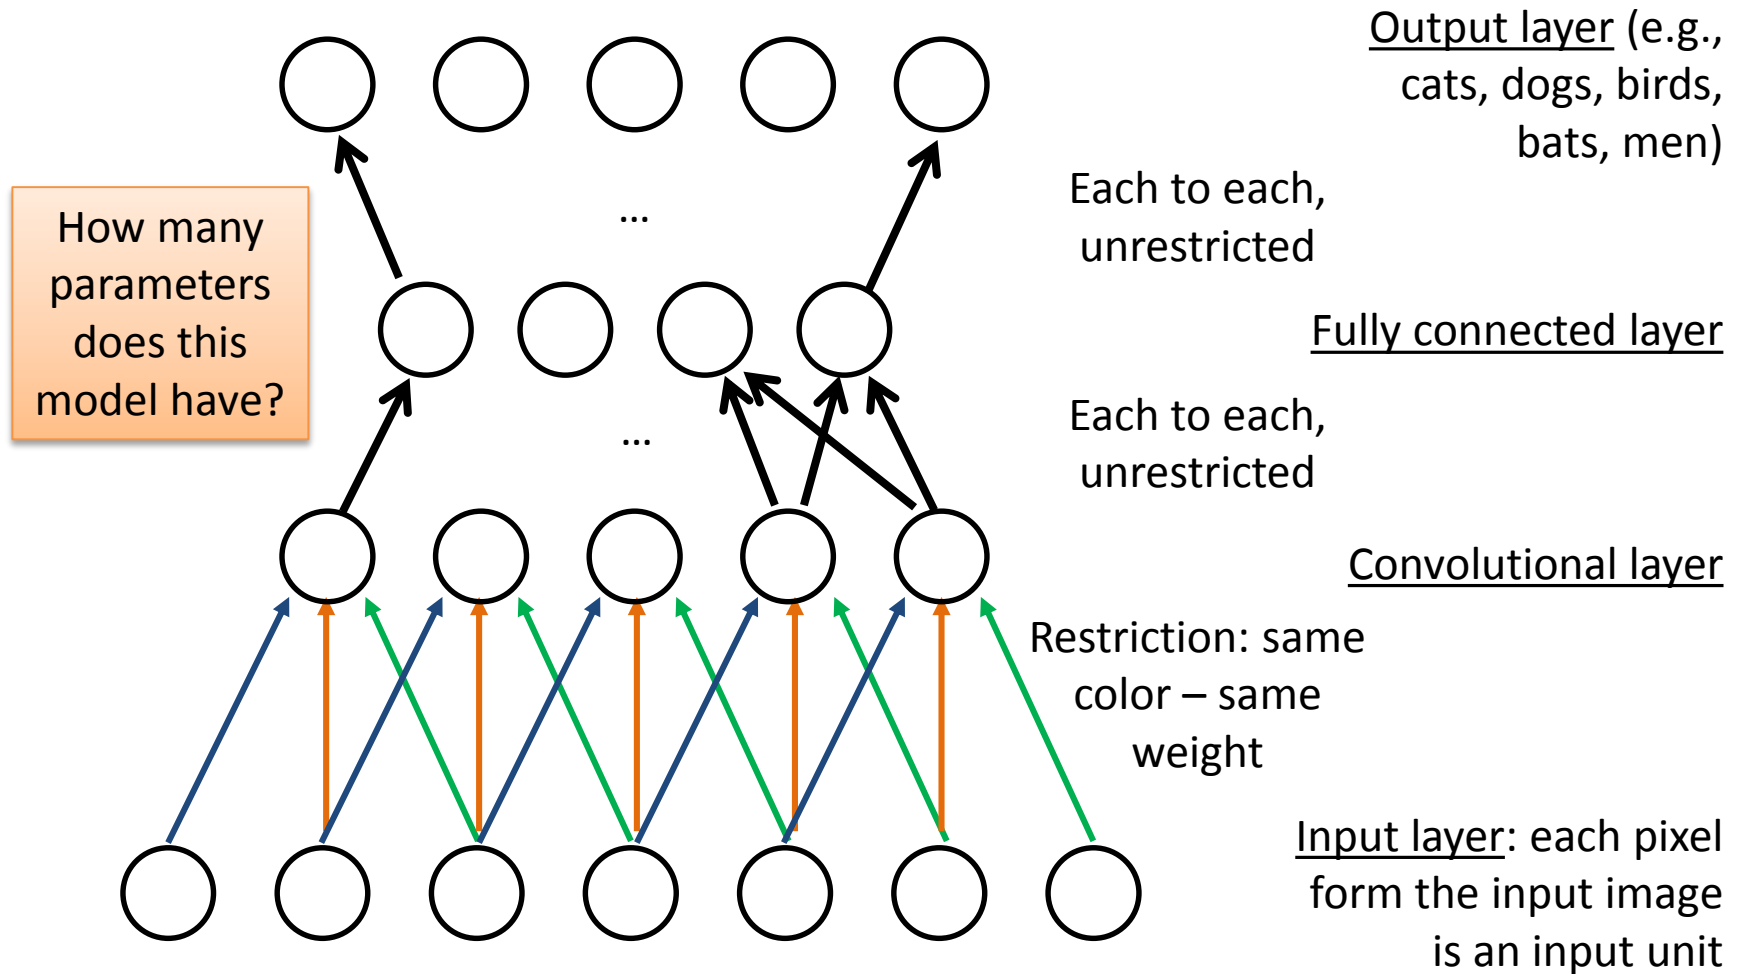 Output layer (e.g.,
cats, dogs, birds,
bats, men)
Each to each,
unrestricted
...
How many
parameters
does this
model have?
Fully connected layer
Each to each,
unrestricted
...
Convolutional layer
Restriction: same
color – same
weight
Input layer: each pixel
form the input image
is an input unit